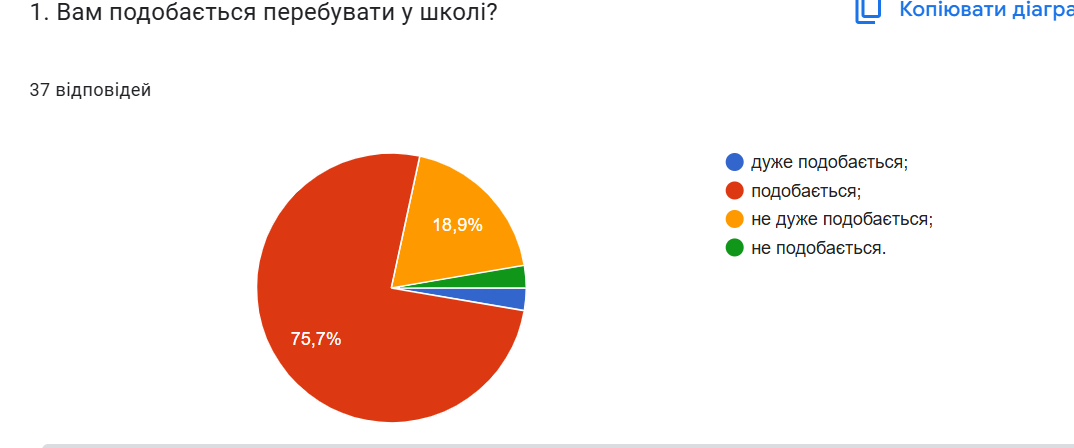 1. Вам подобається перебувати у школі?
Копіювати діагра
37 відповідей
дуже подобається;
подобається;
не дуже подобається;
не подобається.
18,9%
75,7%